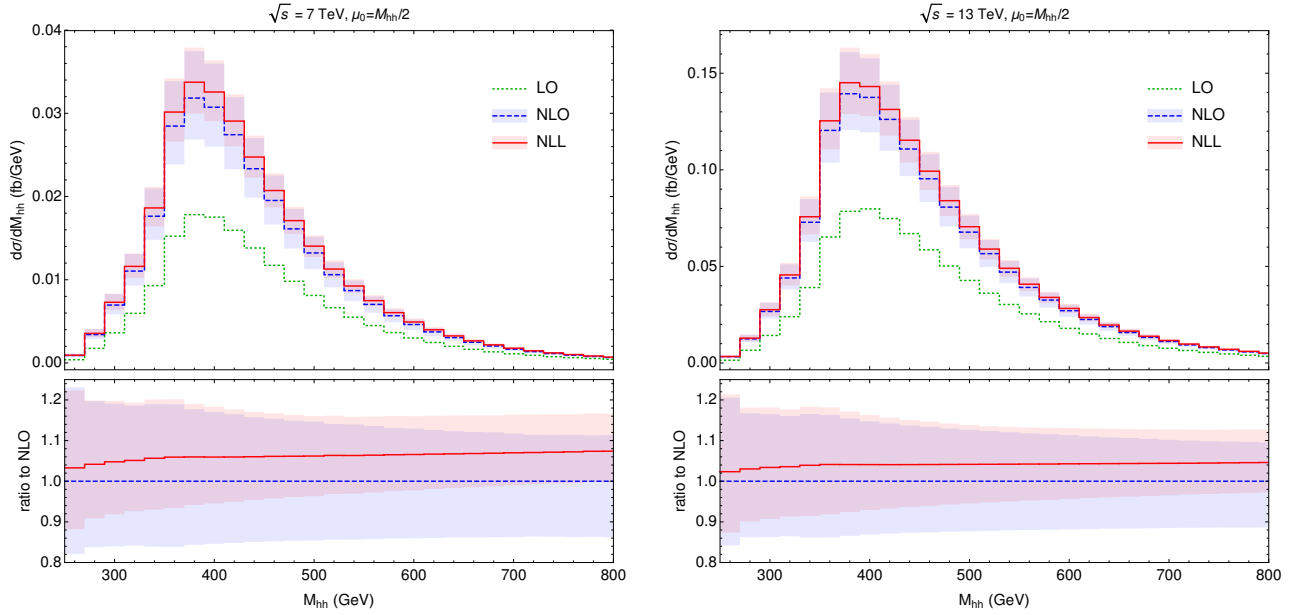 √s = 7 TeV, μ₀=Mₕₕ/2
0.04
0.03
0.02
0.01
0.00
dσ/dMₕₕ (fb/GeV)
LO
NLO
NLL
1.2
1.1
1.0
0.9
0.8
ratio to NLO
300 400 500 600 700 800
Mₕₕ (GeV)
√s = 13 TeV, μ₀=Mₕₕ/2
0.15
0.10
0.05
0.00
dσ/dMₕₕ (fb/GeV)
LO
NLO
NLL
1.2
1.1
1.0
0.9
0.8
ratio to NLO
300 400 500 600 700 800
Mₕₕ (GeV)